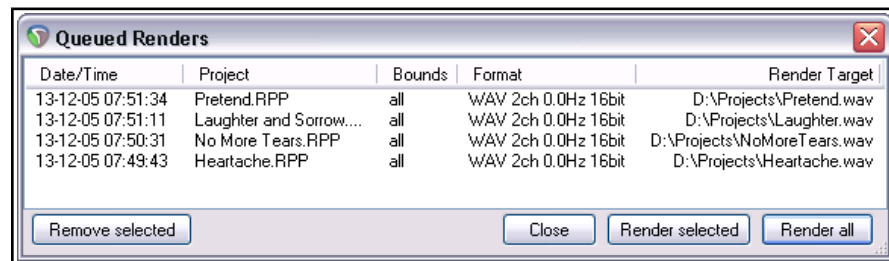 Queued Renders
Date/Time Project Bounds Format Render Target
13-12-05 07:51:34 Pretend.RPP all WAV 2ch 0.0Hz 16bit D:\Projects\Pretend.wav
13-12-05 07:51:11 Laughter and Sorrow.... all WAV 2ch 0.0Hz 16bit D:\Projects\Laughter.wav
13-12-05 07:50:31 No More Tears.RPP all WAV 2ch 0.0Hz 16bit D:\Projects\NoMoreTears.wav
13-12-05 07:49:43 Heartache.RPP all WAV 2ch 0.0Hz 16bit D:\Projects\Heartache.wav
Remove selected Close Render selected Render all